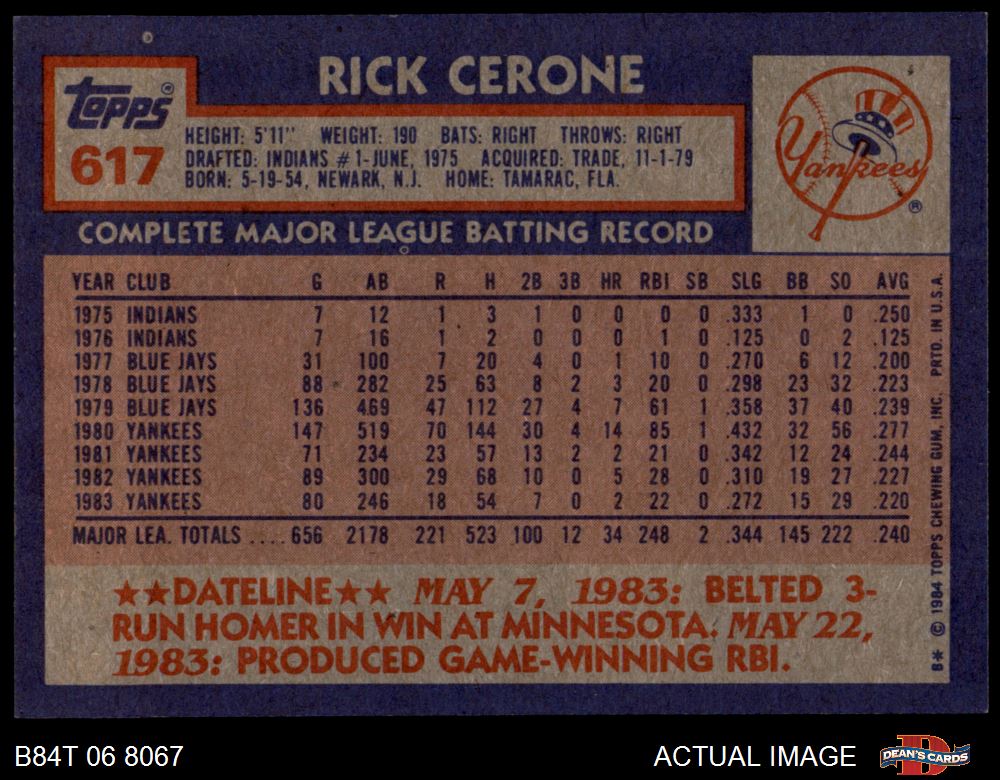 RICK CERONE
topps®
617
HEIGHT: 5'11" WEIGHT: 190 BATS: RIGHT THROWS: RIGHT
DRAFTED: INDIANS #1-JUNE, 1975 ACQUIRED: TRADE, 11-1-79
BORN: 5-19-54, NEWARK, N.J. HOME: TAMARAC, FLA.
Yankees ®
COMPLETE MAJOR LEAGUE BATTING RECORD
YEAR CLUB G AB R H 2B 3B HR RBI SB SLG BB SO AVG
1975 INDIANS 7 12 1 3 1 0 0 0 0 .333 1 0 .250
1976 INDIANS 7 16 1 2 0 0 0 1 0 .125 0 2 .125
1977 BLUE JAYS 31 100 7 20 4 0 1 10 0 .270 6 12 .200
1978 BLUE JAYS 88 282 25 63 8 2 3 20 0 .298 23 32 .223
1979 BLUE JAYS 136 469 47 112 27 4 7 61 1 .358 37 40 .239
1980 YANKEES 147 519 70 144 30 4 14 85 1 .432 32 56 .277
1981 YANKEES 71 234 23 57 13 2 2 21 0 .342 12 24 .244
1982 YANKEES 89 300 29 68 10 0 5 28 0 .310 19 27 .227
1983 YANKEES 80 246 18 54 7 0 2 22 0 .272 15 29 .220
MAJOR LEA. TOTALS .... 656 2178 221 523 100 12 34 248 2 .344 145 222 .240
★★DATELINE★★ MAY 7, 1983: BELTED 3-
RUN HOMER IN WIN AT MINNESOTA. MAY 22,
1983: PRODUCED GAME-WINNING RBI.
B* © 1984 TOPPS CHEWING GUM, INC. PRTD. IN U.S.A.
B84T 06 8067
ACTUAL IMAGE
D
DEAN'S CARDS